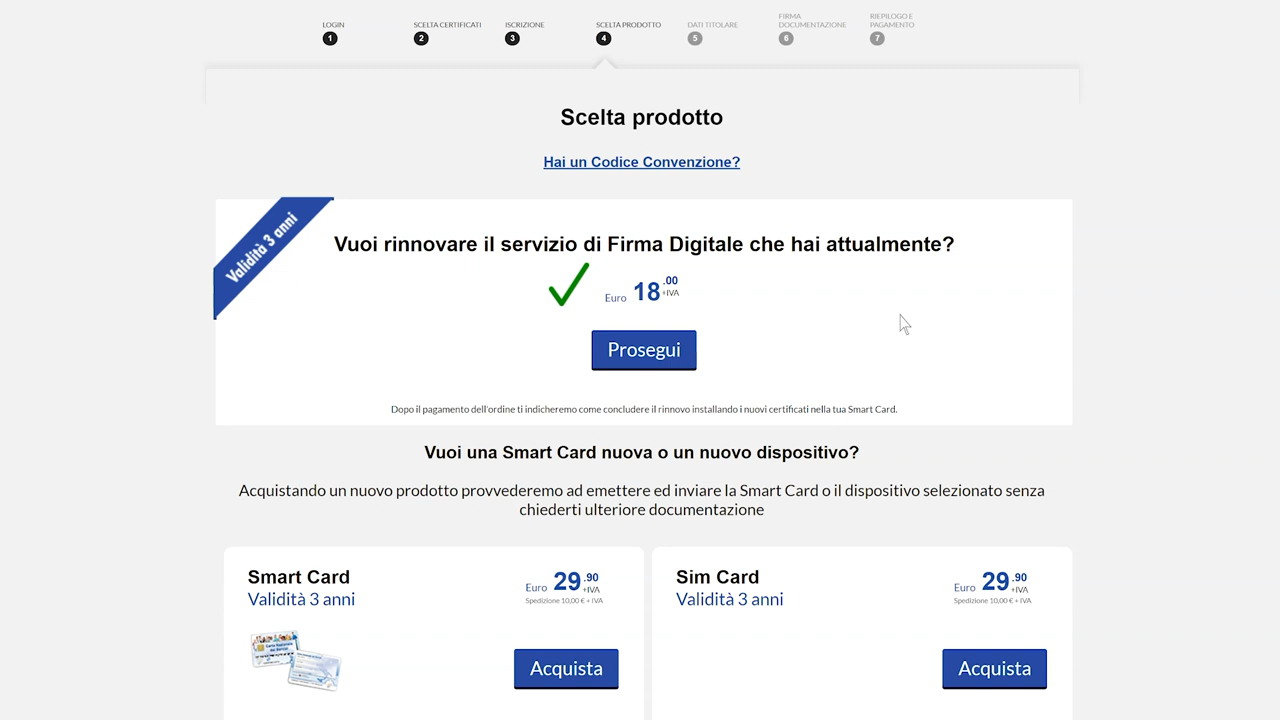 LOGIN
1
SCELTA CERTIFICATI
2
ISCRIZIONE
3
SCELTA PRODOTTO
4
DATI TITOLARE
5
FIRMA
DOCUMENTAZIONE
6
RIEPILOGO E
PAGAMENTO
7
Scelta prodotto
Hai un Codice Convenzione?
Validità 3 anni
Vuoi rinnovare il servizio di Firma Digitale che hai attualmente?
Euro 18.00 +IVA
Prosegui
Dopo il pagamento dell'ordine ti indicheremo come concludere il rinnovo installando i nuovi certificati nella tua Smart Card.
Vuoi una Smart Card nuova o un nuovo dispositivo?
Acquistando un nuovo prodotto provvederemo ad emettere ed inviare la Smart Card o il dispositivo selezionato senza
chiederti ulteriore documentazione
Smart Card
Validità 3 anni
Euro 29.90 +IVA
Spedizione 10,00 € + IVA
Acquista
Sim Card
Validità 3 anni
Euro 29.90 +IVA
Spedizione 10,00 € + IVA
Acquista